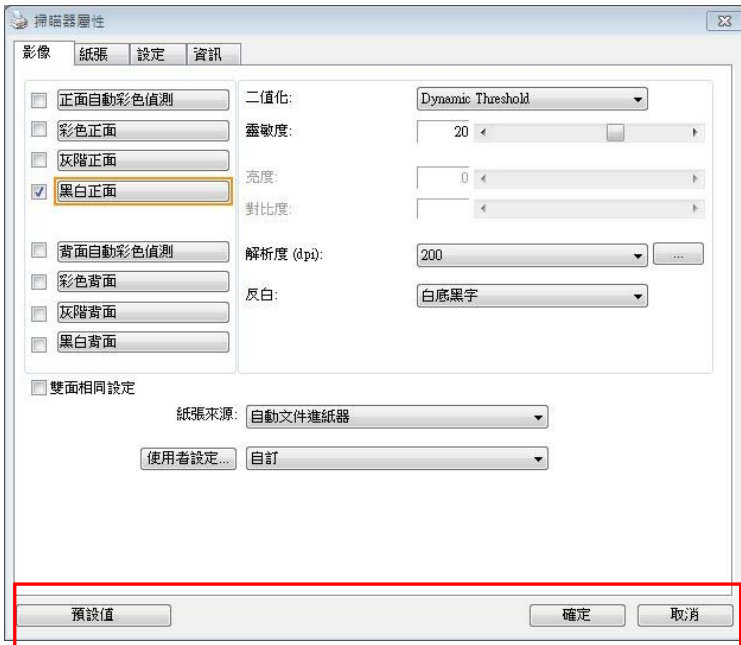 掃瞄器屬性
影像 紙張 設定 資訊
正面自動彩色偵測
彩色正面
灰階正面
黑白正面
背面自動彩色偵測
彩色背面
灰階背面
黑白背面
二值化: Dynamic Threshold
靈敏度: 20
亮度: 0
對比度:
解析度 (dpi): 200 ...
反白: 白底黑字
雙面相同設定
紙張來源: 自動文件進紙器
使用者設定... 自訂
預設值 確定 取消